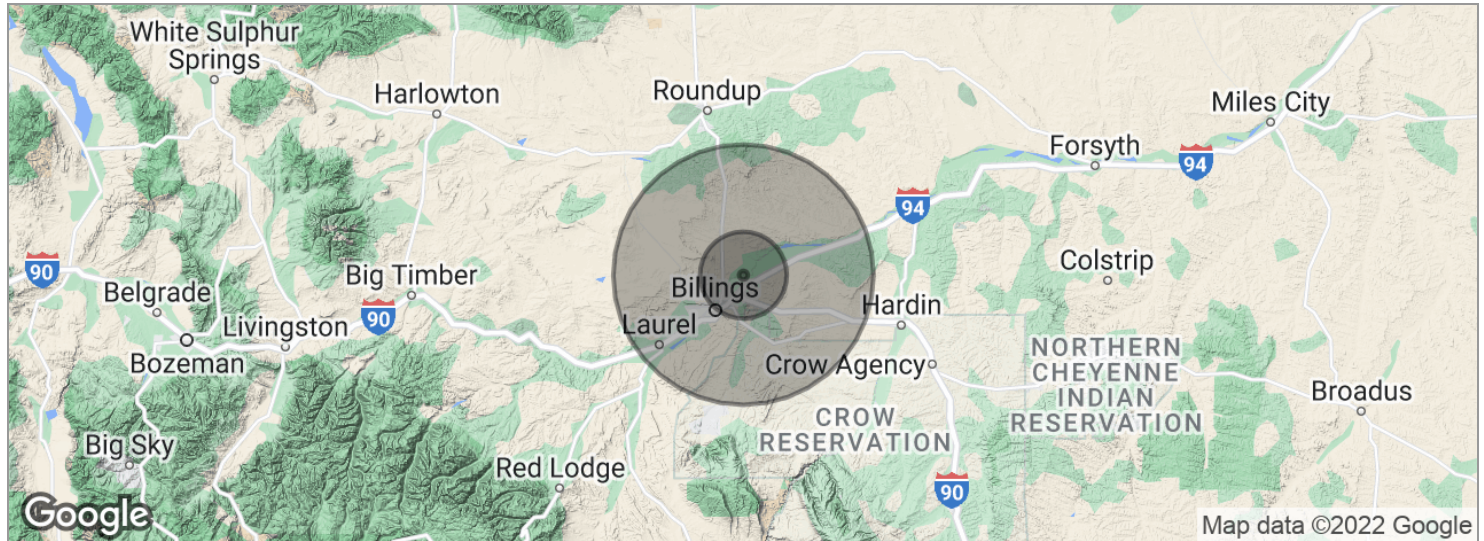 White Sulphur
Springs
Harlowton
Roundup
Miles City
Forsyth
94
94
90
Big Timber
Belgrade
Billings
Colstrip
Hardin
90
Livingston
Laurel
Bozeman
Crow Agency
NORTHERN
CHEYENNE
INDIAN
RESERVATION
Broadus
CROW
RESERVATION
Big Sky
Red Lodge
90
Google
Map data ©2022 Google